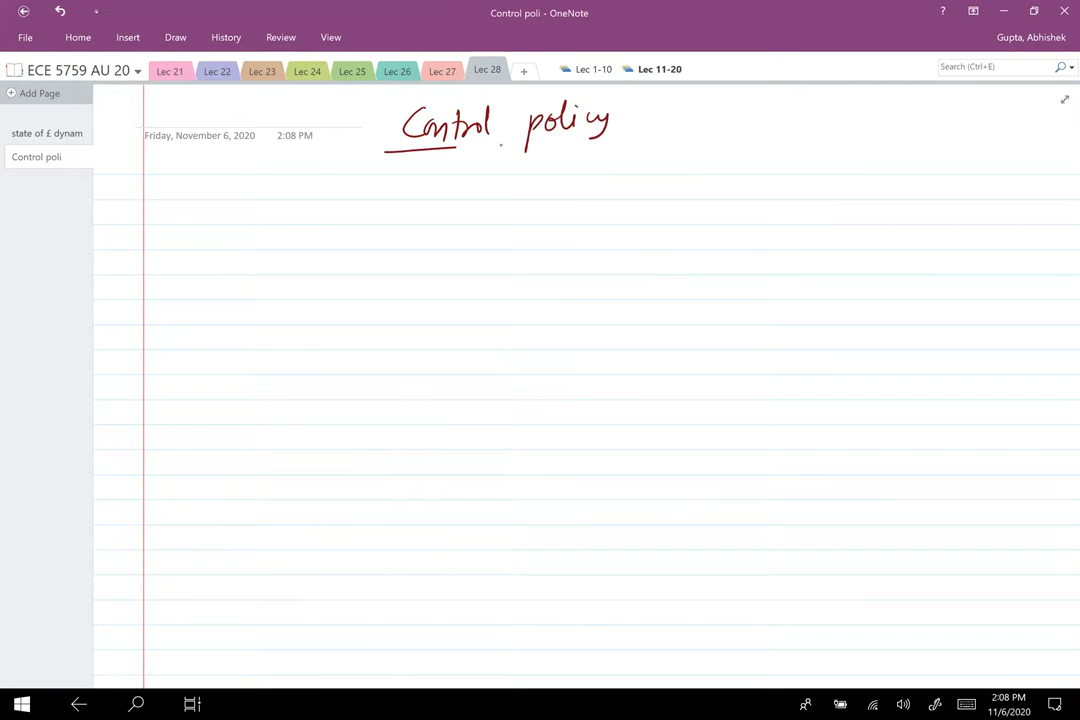 Control poli - OneNote
Gupta, Abhishek
File Home Insert Draw History Review View
ECE 5759 AU 20
Lec 21 Lec 22 Lec 23 Lec 24 Lec 25 Lec 26 Lec 27 Lec 28 + Lec 1-10 Lec 11-20
Search (Ctrl+E)
Add Page
state of £ dynam
Control poli
Friday, November 6, 2020 2:08 PM
Control policy
2:08 PM
11/6/2020